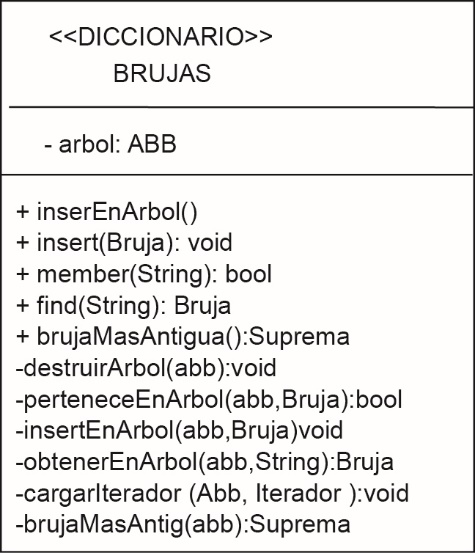 <<DICCIONARIO>>
BRUJAS
- arbol: ABB
+ inserEnArbol()
+ insert(Bruja): void
+ member(String): bool
+ find(String): Bruja
+ brujaMasAntigua():Suprema
-destruirArbol(abb):void
-perteneceEnArbol(abb,Bruja):bool
-insertEnArbol(abb,Bruja)void
-obtenerEnArbol(abb,String):Bruja
-cargarIterador (Abb, Iterador ):void
-brujaMasAntig(abb):Suprema